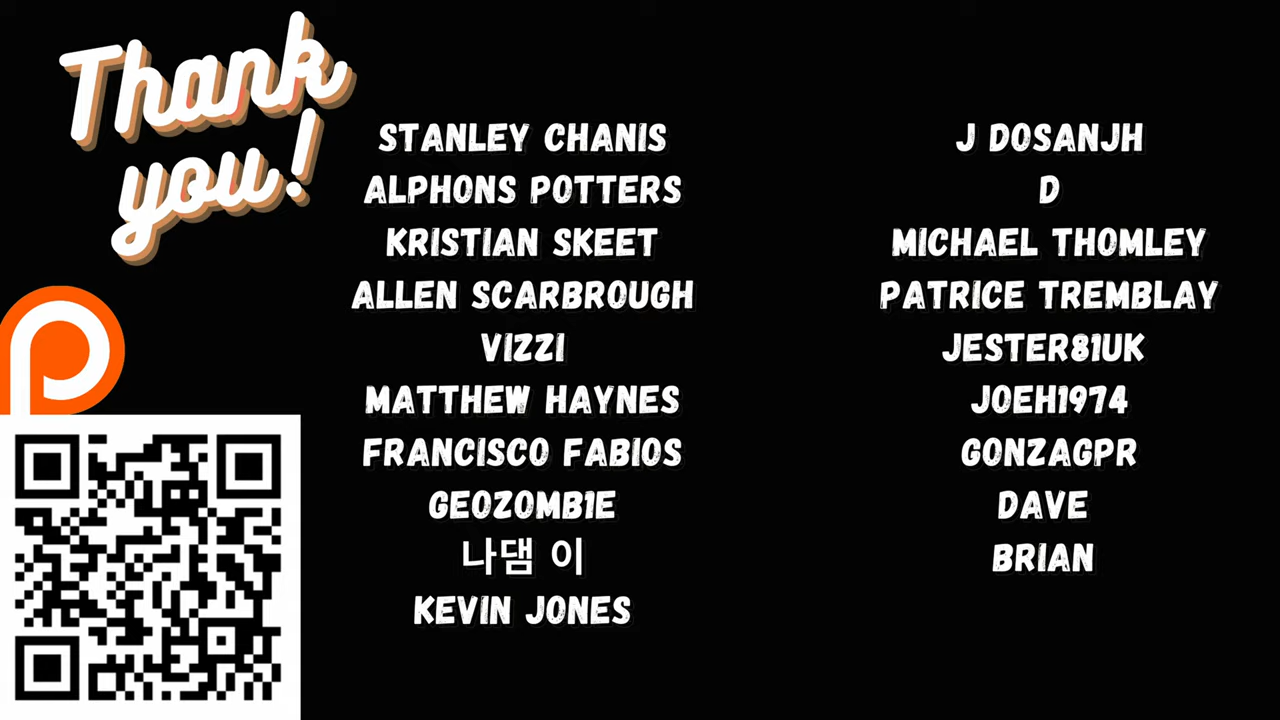 Thank
you!
STANLEY CHANIS
ALPHONS POTTERS
KRISTIAN SKEET
ALLEN SCARBROUGH
VIZZI
MATTHEW HAYNES
FRANCISCO FABIOS
GEOZOMB1E
나댐 이
KEVIN JONES
J DOSANJH
D
MICHAEL THOMLEY
PATRICE TREMBLAY
JESTER81UK
JOEH1974
GONZAGPR
DAVE
BRIAN